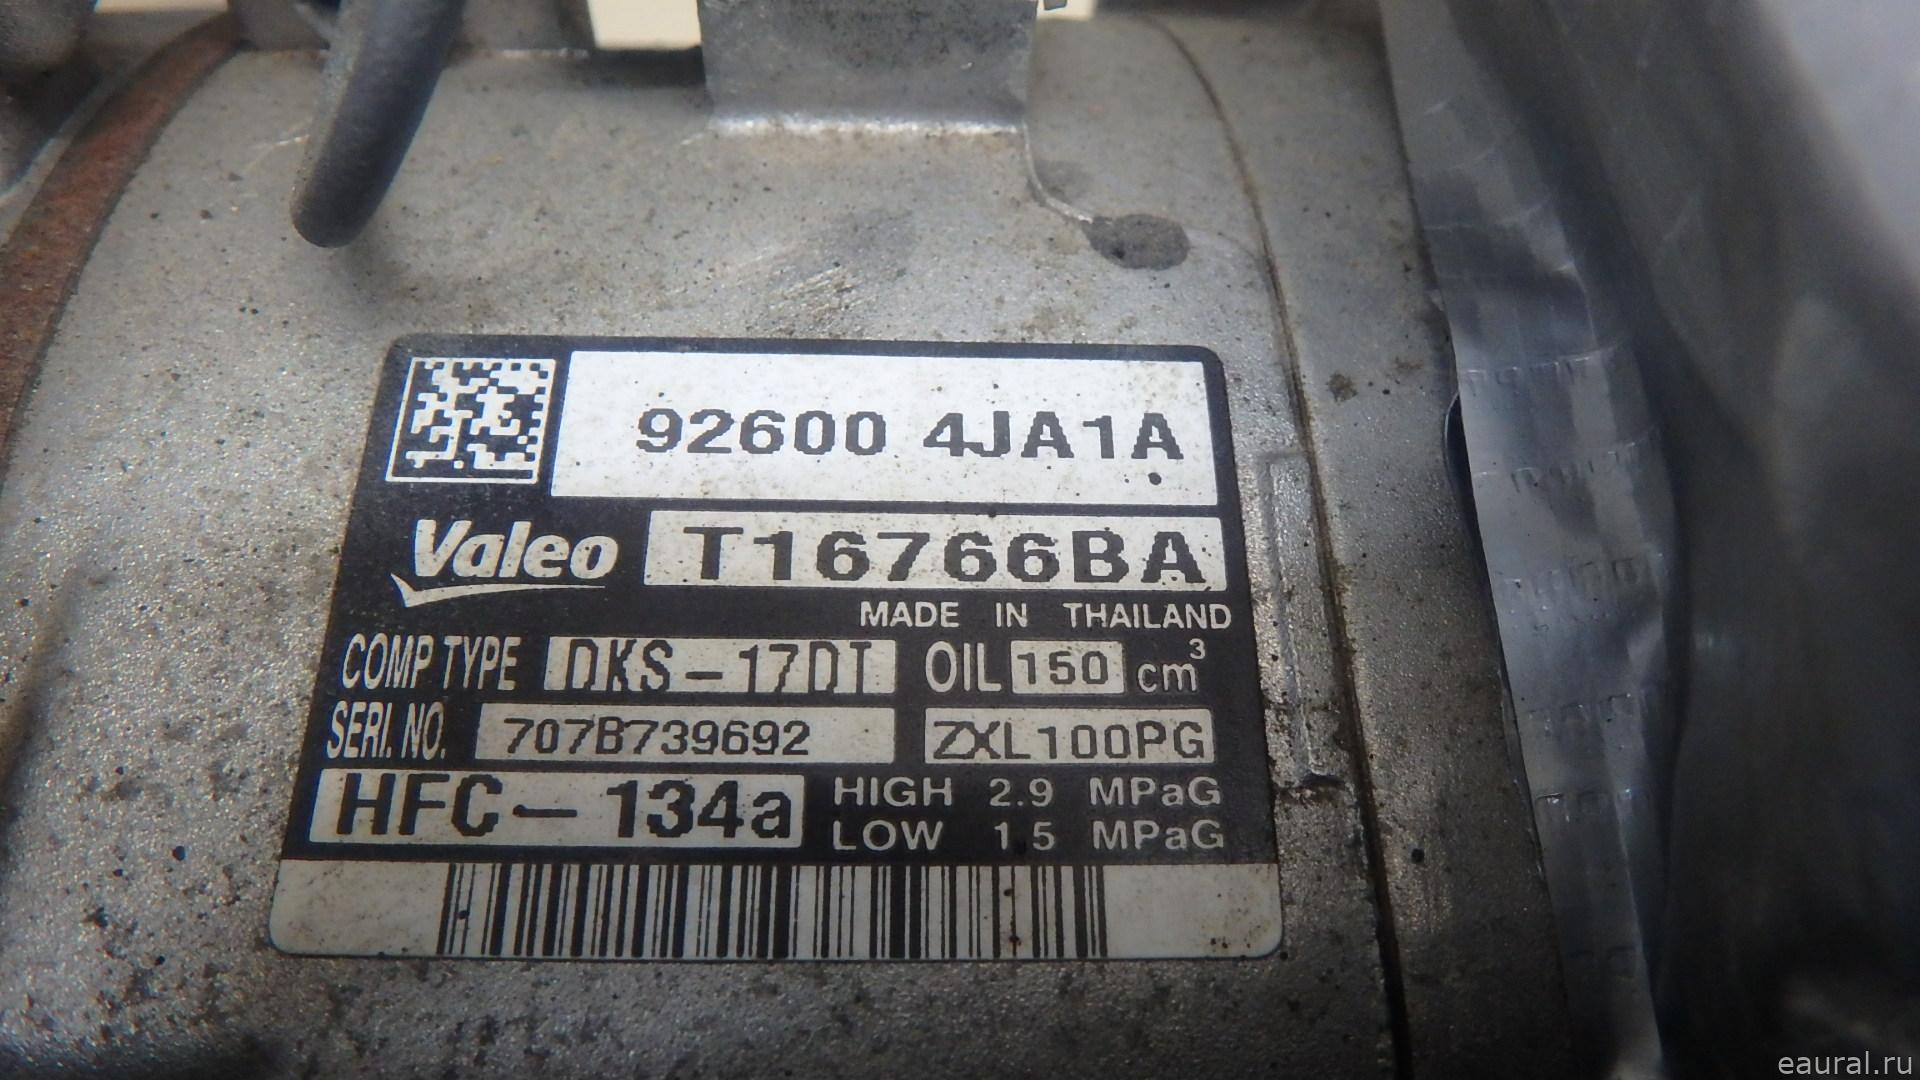 92600 4JA1A
Valeo T16766BA
MADE IN THAILAND
COMP TYPE DKS-17DT OIL 150 cm³
SERI. NO. 707B739692 ZXL100PG
HFC-134a HIGH 2.9 MPaG
LOW 1.5 MPaG
eaural.ru